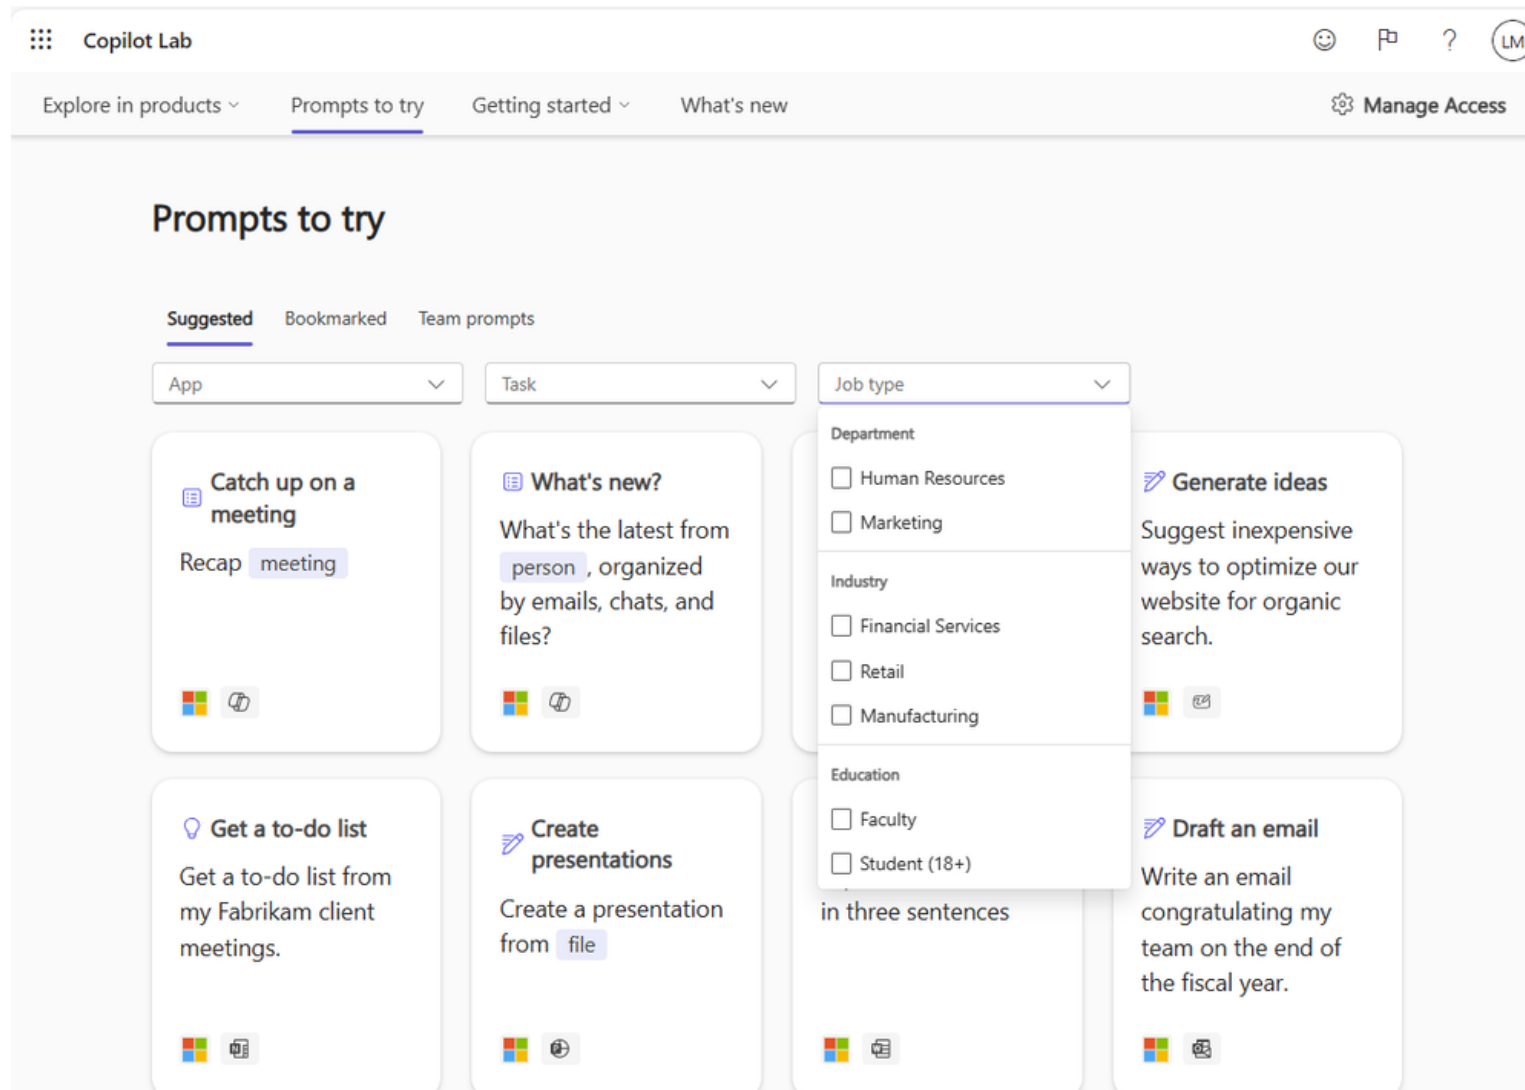 Copilot Lab
LM
Explore in products
Prompts to try
Getting started
What's new
Manage Access
Prompts to try
Suggested
Bookmarked
Team prompts
App
Task
Job type
Department
Human Resources
Marketing
Industry
Financial Services
Retail
Manufacturing
Education
Faculty
Student (18+)
Catch up on a
meeting
Recap meeting
What's new?
What's the latest from
person , organized
by emails, chats, and
files?
Generate ideas
Suggest inexpensive
ways to optimize our
website for organic
search.
Get a to-do list
Get a to-do list from
my Fabrikam client
meetings.
Create
presentations
Create a presentation
from file
in three sentences
Draft an email
Write an email
congratulating my
team on the end of
the fiscal year.